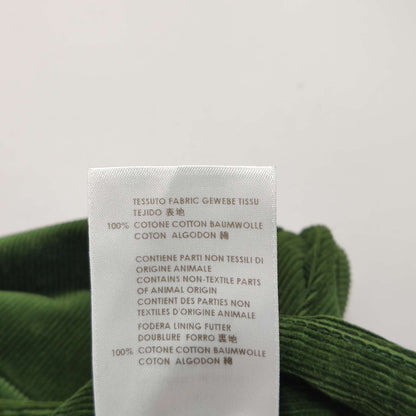 TESSUTO FABRIC GEWEBE TISSU
TEJIDO 表地
100% COTONE COTTON BAUMWOLLE
COTON ALGODON 綿
CONTIENE PARTI NON TESSILI DI
ORIGINE ANIMALE
CONTAINS NON-TEXTILE PARTS
OF ANIMAL ORIGIN
CONTIENT DES PARTIES NON
TEXTILES D'ORIGINE ANIMALE
FODERA LINING FUTTER
DOUBLURE FORRO 裏地
100% COTONE COTTON BAUMWOLLE
COTON ALGODON 綿